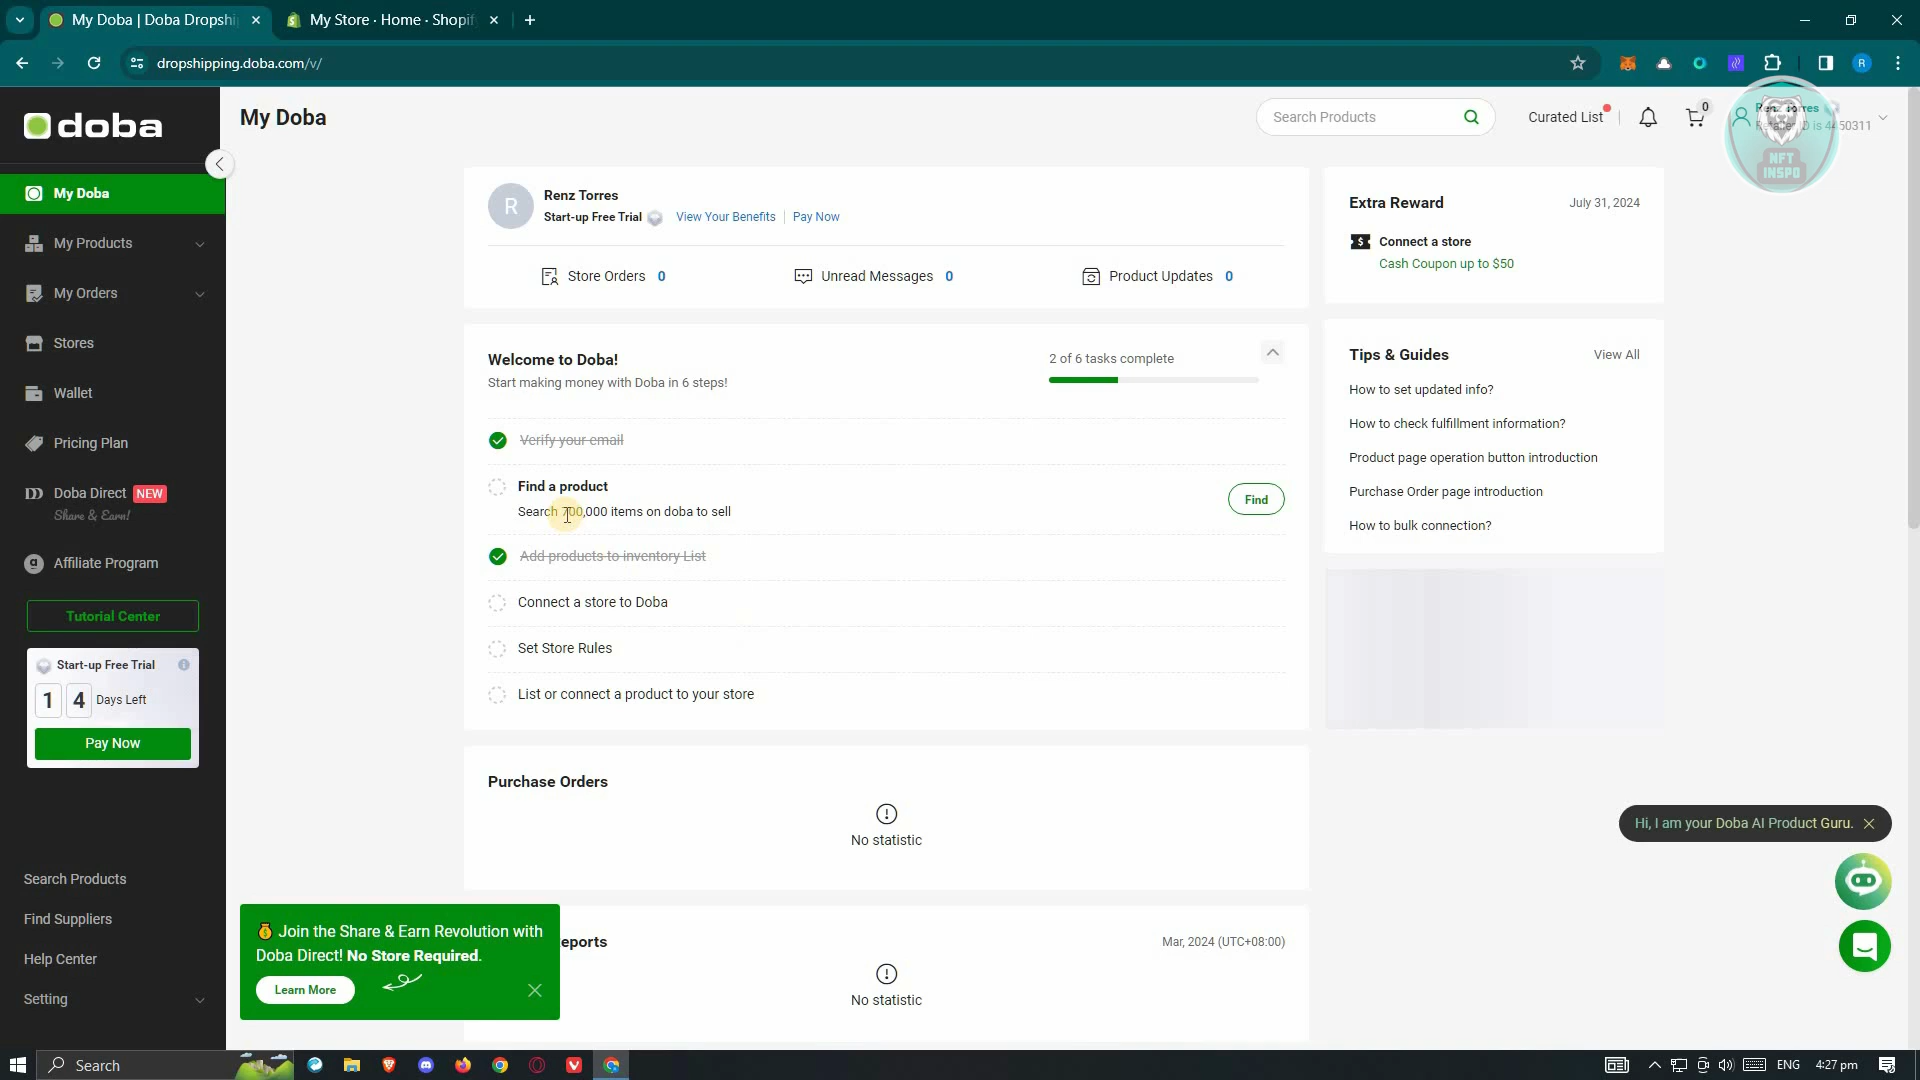 My Doba | Doba Dropshi
My Store · Home · Shopif
dropshipping.doba.com/v/
R
doba
My Doba
Search Products
Curated List
0
Renz Torres
50311
NFT
INSPO
My Doba
My Products
My Orders
Stores
Wallet
Pricing Plan
Doba Direct NEW
Share & Earn!
Affiliate Program
Tutorial Center
Start-up Free Trial
1 4 Days Left
Pay Now
Search Products
Find Suppliers
Help Center
Setting
R
Renz Torres
Start-up Free Trial View Your Benefits Pay Now
Store Orders 0
Unread Messages 0
Product Updates 0
Welcome to Doba!
Start making money with Doba in 6 steps!
2 of 6 tasks complete
Verify your email
Find a product
Search 700,000 items on doba to sell
Find
Add products to inventory List
Connect a store to Doba
Set Store Rules
List or connect a product to your store
Purchase Orders
No statistic
eports
Mar, 2024 (UTC+08:00)
No statistic
Extra Reward
July 31, 2024
Connect a store
Cash Coupon up to $50
Tips & Guides
View All
How to set updated info?
How to check fulfillment information?
Product page operation button introduction
Purchase Order page introduction
How to bulk connection?
Hi, I am your Doba AI Product Guru.
Join the Share & Earn Revolution with
Doba Direct! No Store Required.
Learn More
Search
ENG
4:27 pm